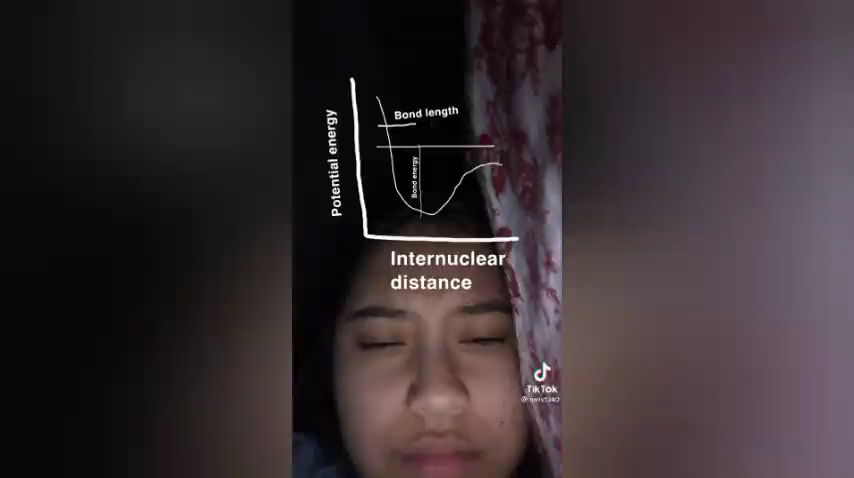 Bond length
Potential energy
Bond energy
Internuclear
distance
TikTok